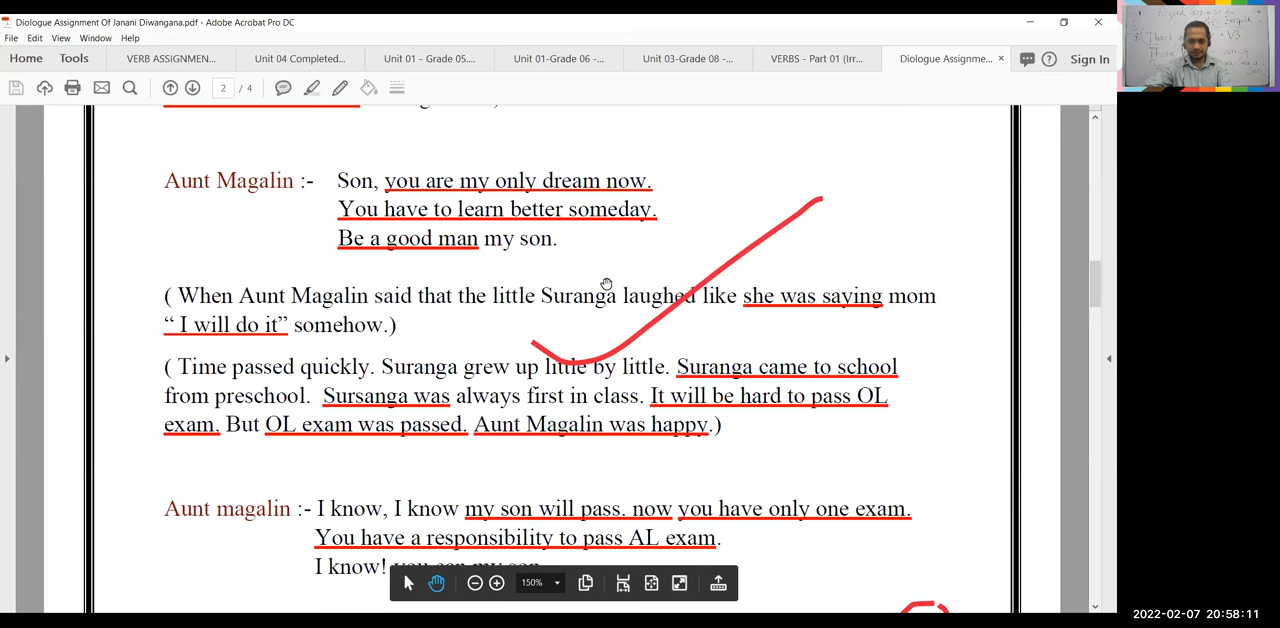 Diologue Assignment Of Janani Diwangana.pdf - Adobe Acrobat Pro DC
File Edit View Window Help
Home Tools VERB ASSIGNMENT... Unit 04 Completed... Unit 01 - Grade 05.... Unit 01-Grade 06 -... Unit 03-Grade 08 -... VERBS - Part 01 (Irr... Diologue Assignme... × Sign In
2 / 4
Aunt Magalin :- Son, you are my only dream now.
You have to learn better someday.
Be a good man my son.
( When Aunt Magalin said that the little Suranga laughed like she was saying mom
“ I will do it” somehow.)
( Time passed quickly. Suranga grew up little by little. Suranga came to school
from preschool. Sursanga was always first in class. It will be hard to pass OL
exam. But OL exam was passed. Aunt Magalin was happy.)
Aunt magalin :- I know, I know my son will pass. now you have only one exam.
You have a responsibility to pass AL exam.
I know! you can my son
150%
2022-02-07 20:58:11